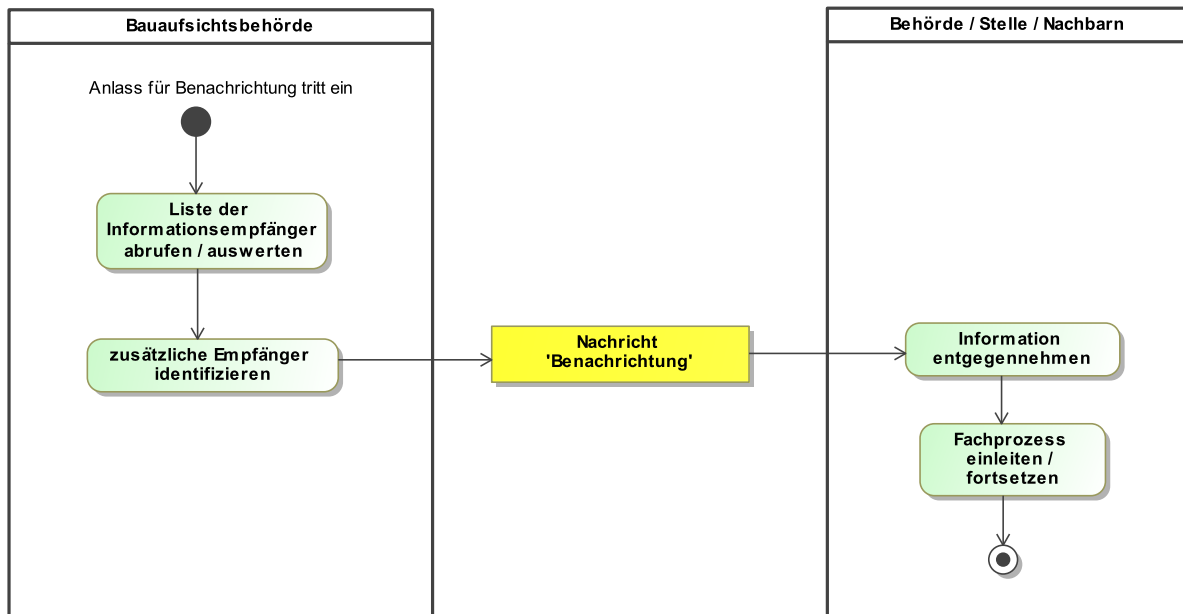 Bauaufsichtsbehörde
Behörde / Stelle / Nachbarn
Anlass für Benachrichtung tritt ein
Liste der
Informationsempfänger
abrufen / auswerten
zusätzliche Empfänger
identifizieren
Nachricht
'Benachrichtung'
Information
entgegennehmen
Fachprozess
einleiten /
fortsetzen